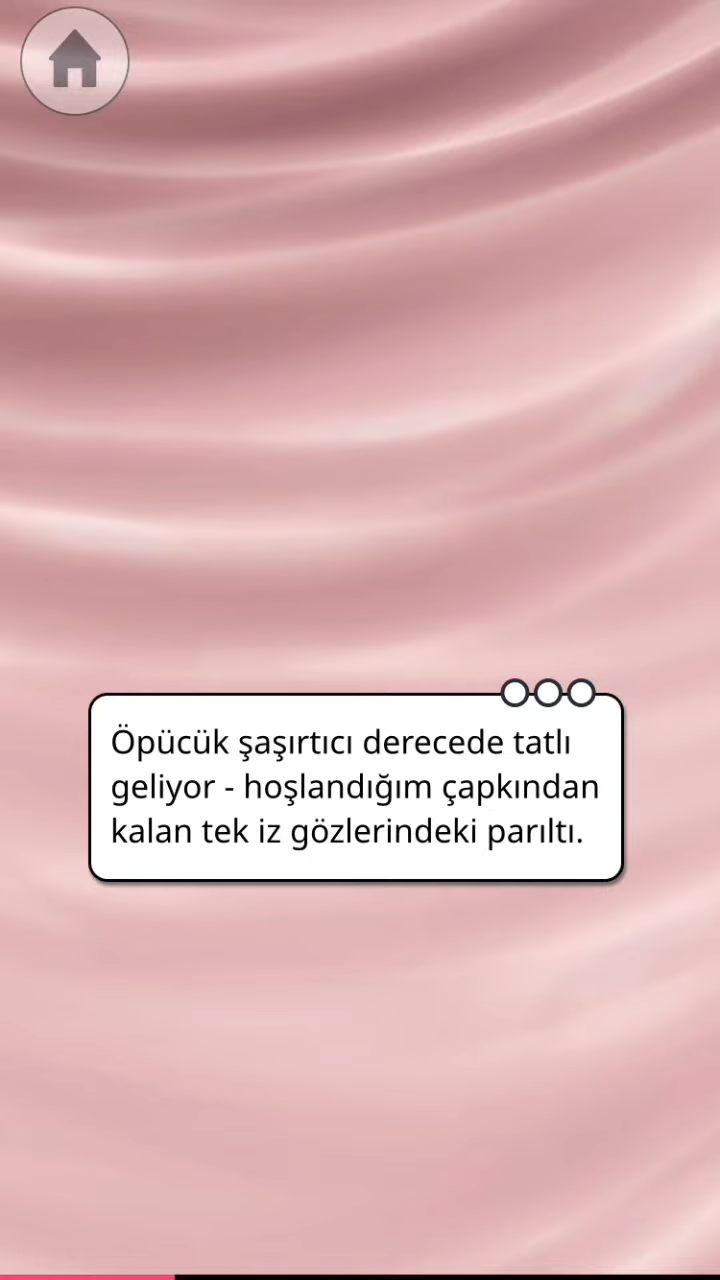 Öpücük şaşırtıcı derecede tatlı
geliyor - hoşlandığım çapkından
kalan tek iz gözlerindeki parıltı.